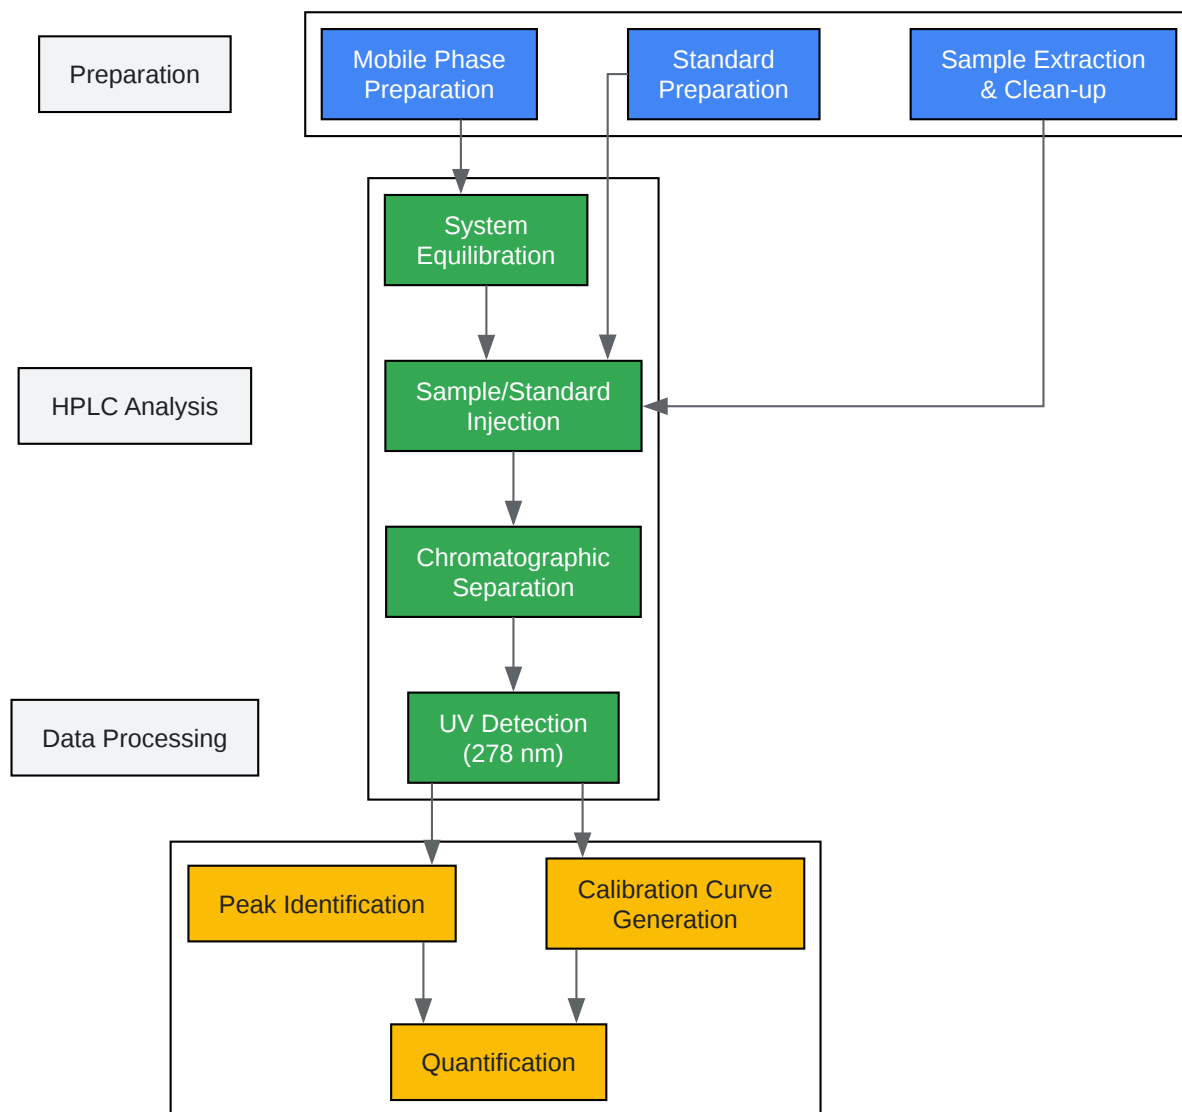 Preparation
Mobile Phase
Preparation
Standard
Preparation
Sample Extraction
& Clean-up
System
Equilibration
HPLC Analysis
Sample/Standard
Injection
Chromatographic
Separation
Data Processing
UV Detection
(278 nm)
Peak Identification
Calibration Curve
Generation
Quantification